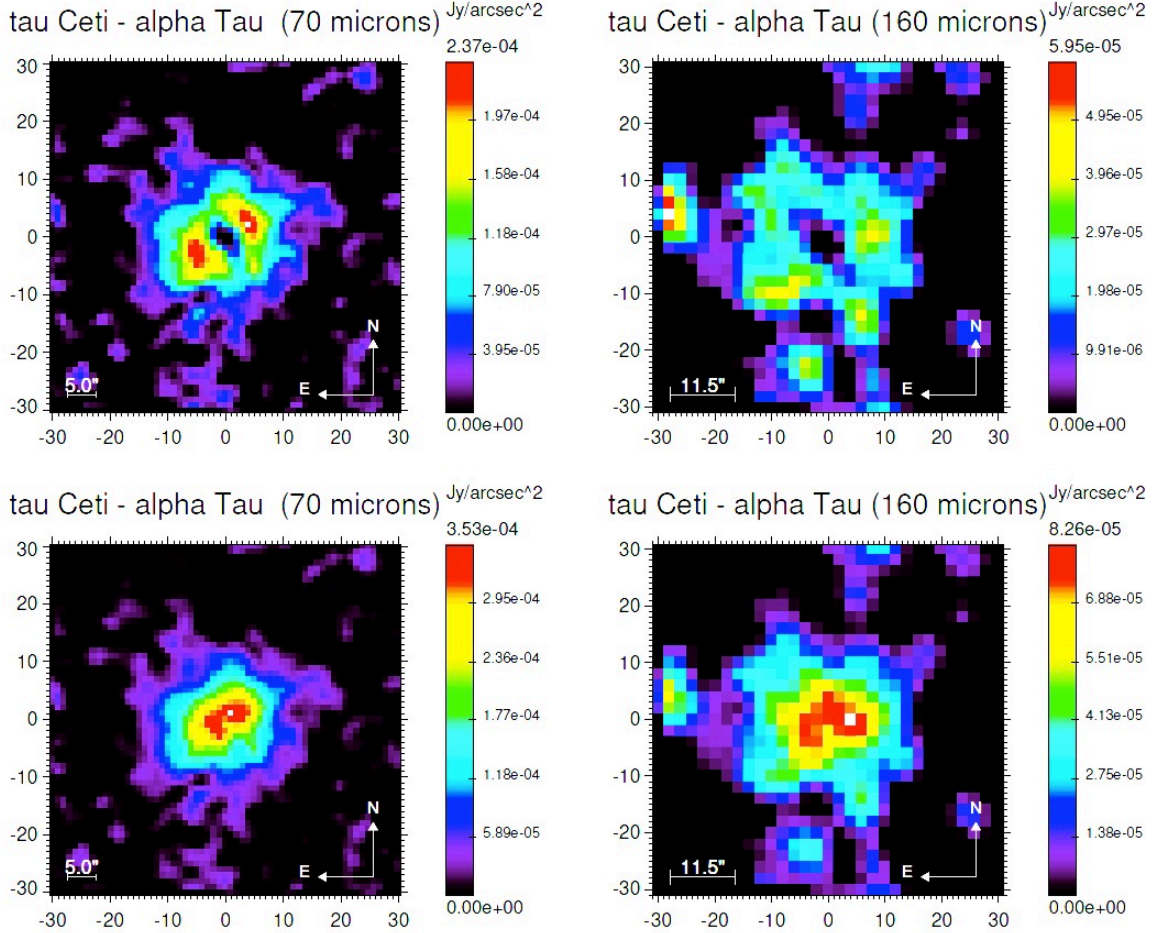 tau Ceti - alpha Tau (70 microns)
Jy/arcsec^2
2.37e-04
1.97e-04
1.58e-04
1.18e-04
7.90e-05
3.95e-05
0.00e+00
30
20
10
0
-10
-20
-30
-30 -20 -10 0 10 20 30
5.0"
N
E
tau Ceti - alpha Tau (160 microns)
Jy/arcsec^2
5.95e-05
4.95e-05
3.96e-05
2.97e-05
1.98e-05
9.91e-06
0.00e+00
30
20
10
0
-10
-20
-30
-30 -20 -10 0 10 20 30
11.5"
N
E
tau Ceti - alpha Tau (70 microns)
Jy/arcsec^2
3.53e-04
2.95e-04
2.36e-04
1.77e-04
1.18e-04
5.89e-05
0.00e+00
30
20
10
0
-10
-20
-30
-30 -20 -10 0 10 20 30
5.0"
N
E
tau Ceti - alpha Tau (160 microns)
Jy/arcsec^2
8.26e-05
6.88e-05
5.51e-05
4.13e-05
2.75e-05
1.38e-05
0.00e+00
30
20
10
0
-10
-20
-30
-30 -20 -10 0 10 20 30
11.5"
N
E